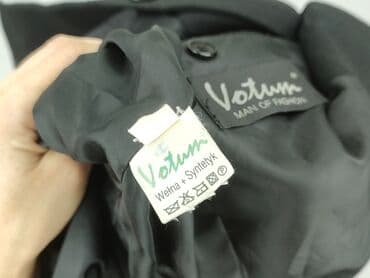 Votum®
MAN OF FASHION
Votum
Wełna + Syntetyk